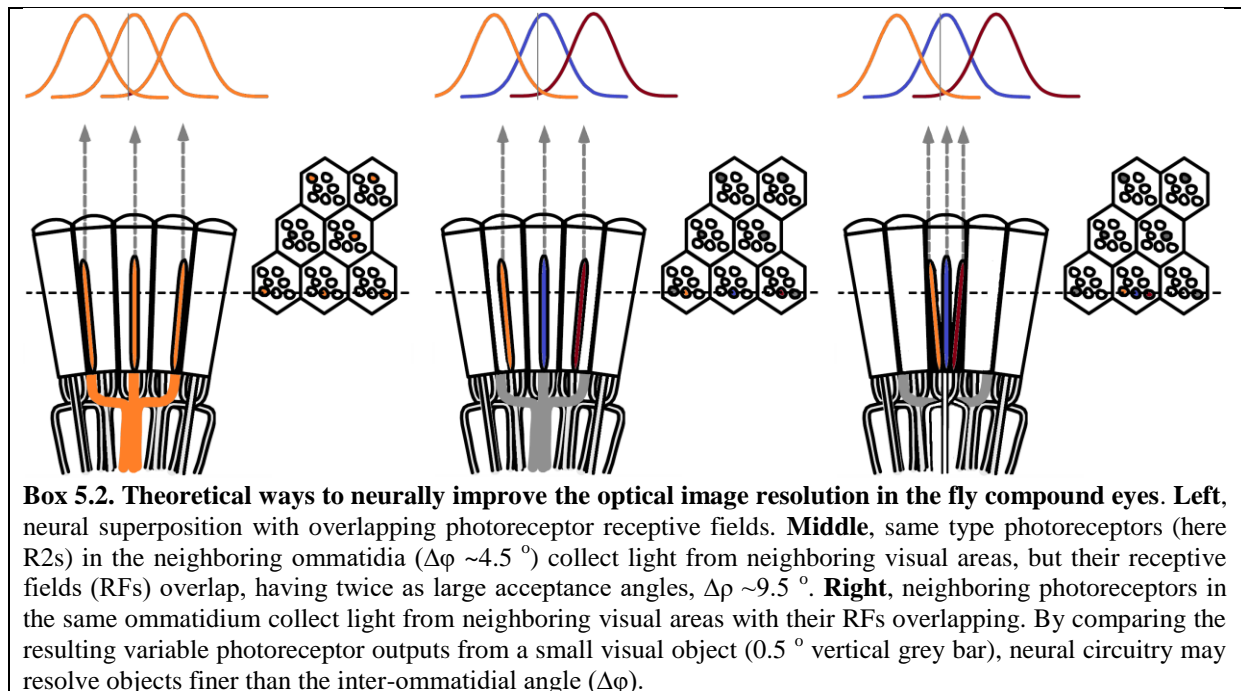 Box 5.2. Theoretical ways to neurally improve the optical image resolution in the fly compound eyes. Left,
neural superposition with overlapping photoreceptor receptive fields. Middle, same type photoreceptors (here
R2s) in the neighboring ommatidia (Δφ ~4.5 °) collect light from neighboring visual areas, but their receptive
fields (RFs) overlap, having twice as large acceptance angles, Δρ ~9.5 °. Right, neighboring photoreceptors in
the same ommatidium collect light from neighboring visual areas with their RFs overlapping. By comparing the
resulting variable photoreceptor outputs from a small visual object (0.5 ° vertical grey bar), neural circuitry may
resolve objects finer than the inter-ommatidial angle (Δφ).